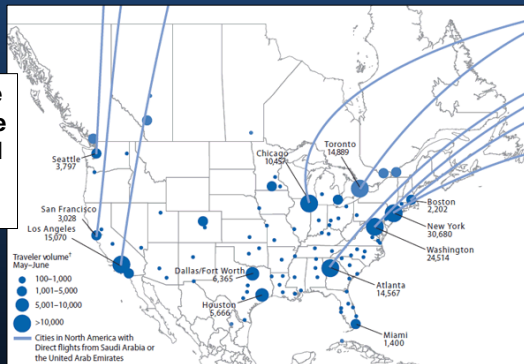 Seattle
3,797
San Francisco
3,028
Los Angeles
15,070
Chicago
10,457
Toronto
14,889
Boston
2,202
New York
30,680
Washington
24,514
Dallas/Fort Worth
6,365
Houston
5,666
Atlanta
14,567
Miami
1,400
Traveler volume†
May–June
100–1,000
1,001–5,000
5,001–10,000
>10,000
Cities in North America with
Direct flights from Saudi Arabia or
the United Arab Emirates